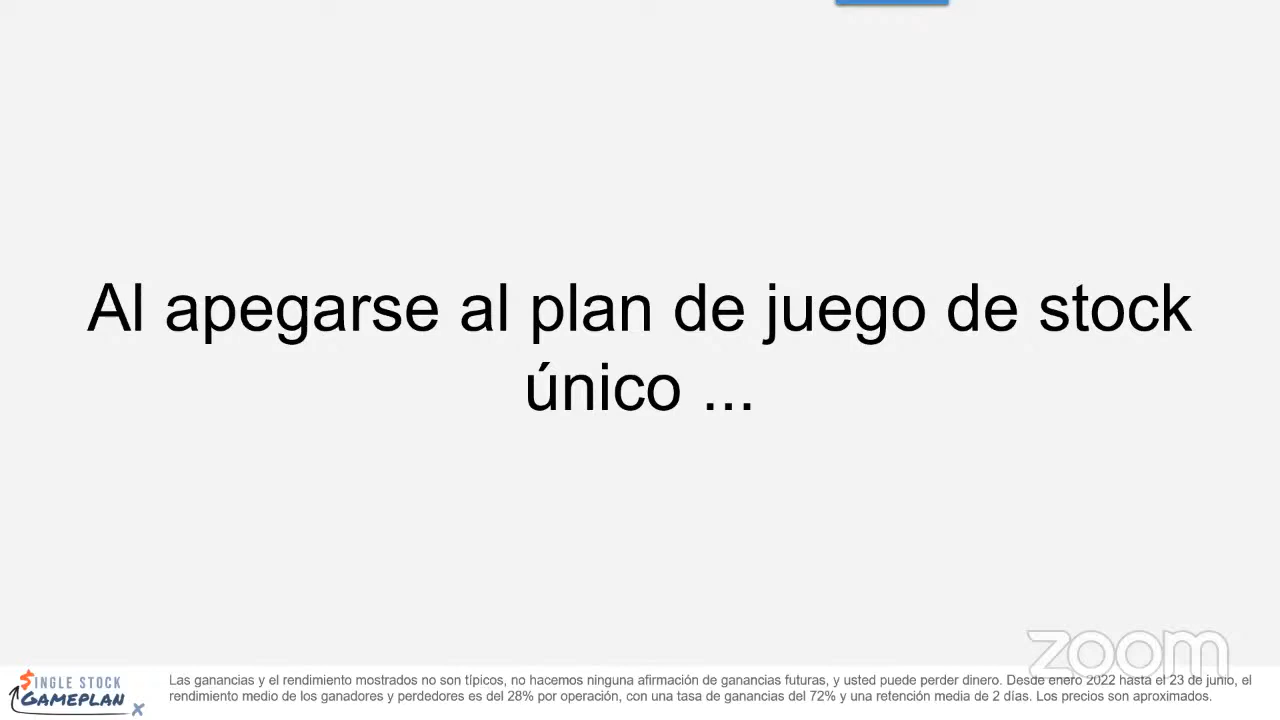 Al apegarse al plan de juego de stock
único ...
zoom
$INGLE STOCK
GAMEPLAN
Las ganancias y el rendimiento mostrados no son típicos, no hacemos ninguna afirmación de ganancias futuras, y usted puede perder dinero. Desde enero 2022 hasta el 23 de junio, el
rendimiento medio de los ganadores y perdedores es del 28% por operación, con una tasa de ganancias del 72% y una retención media de 2 días. Los precios son aproximados.